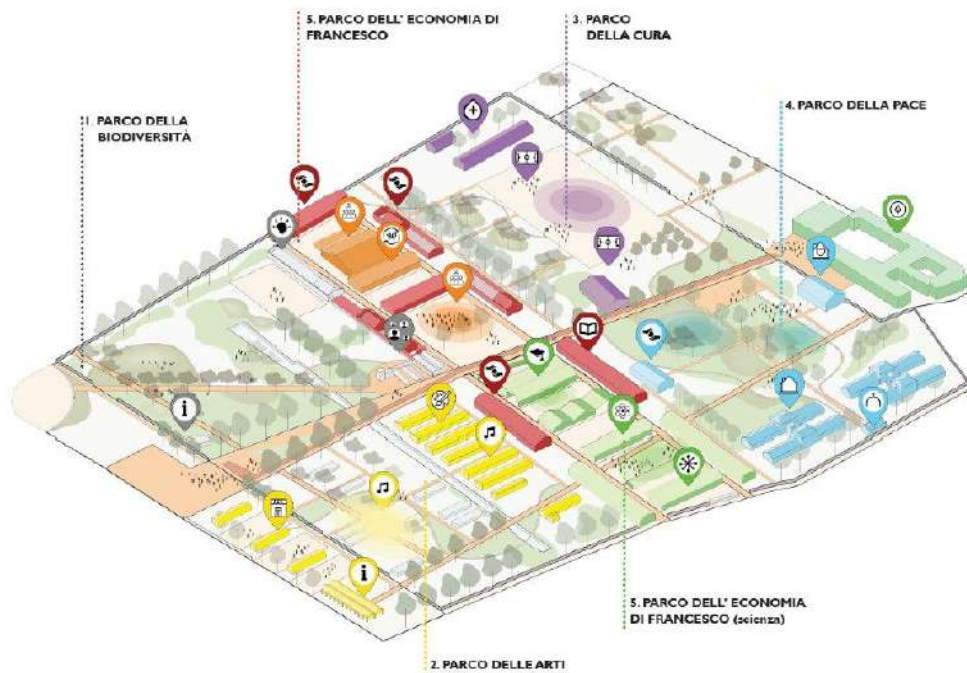 5. PARCO DELL' ECONOMIA DI
FRANCESCO
3. PARCO
DELLA CURA
1. PARCO DELLA
BIODIVERSITÀ
4. PARCO DELLA PACE
i
i
5. PARCO DELL' ECONOMIA
DI FRANCESCO (scienza)
2. PARCO DELLE ARTI